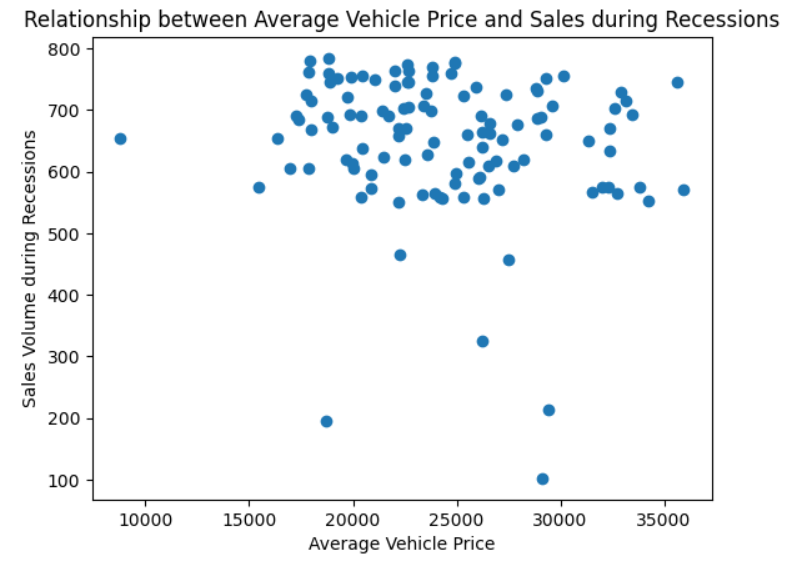 Relationship between Average Vehicle Price and Sales during Recessions
800
700
600
500
400
300
200
100
Sales Volume during Recessions
10000 15000 20000 25000 30000 35000
Average Vehicle Price